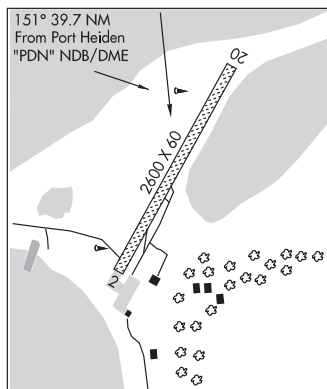 151° 39.7 NM
From Port Heiden
"PDN" NDB/DME
20
2600 X 60
2